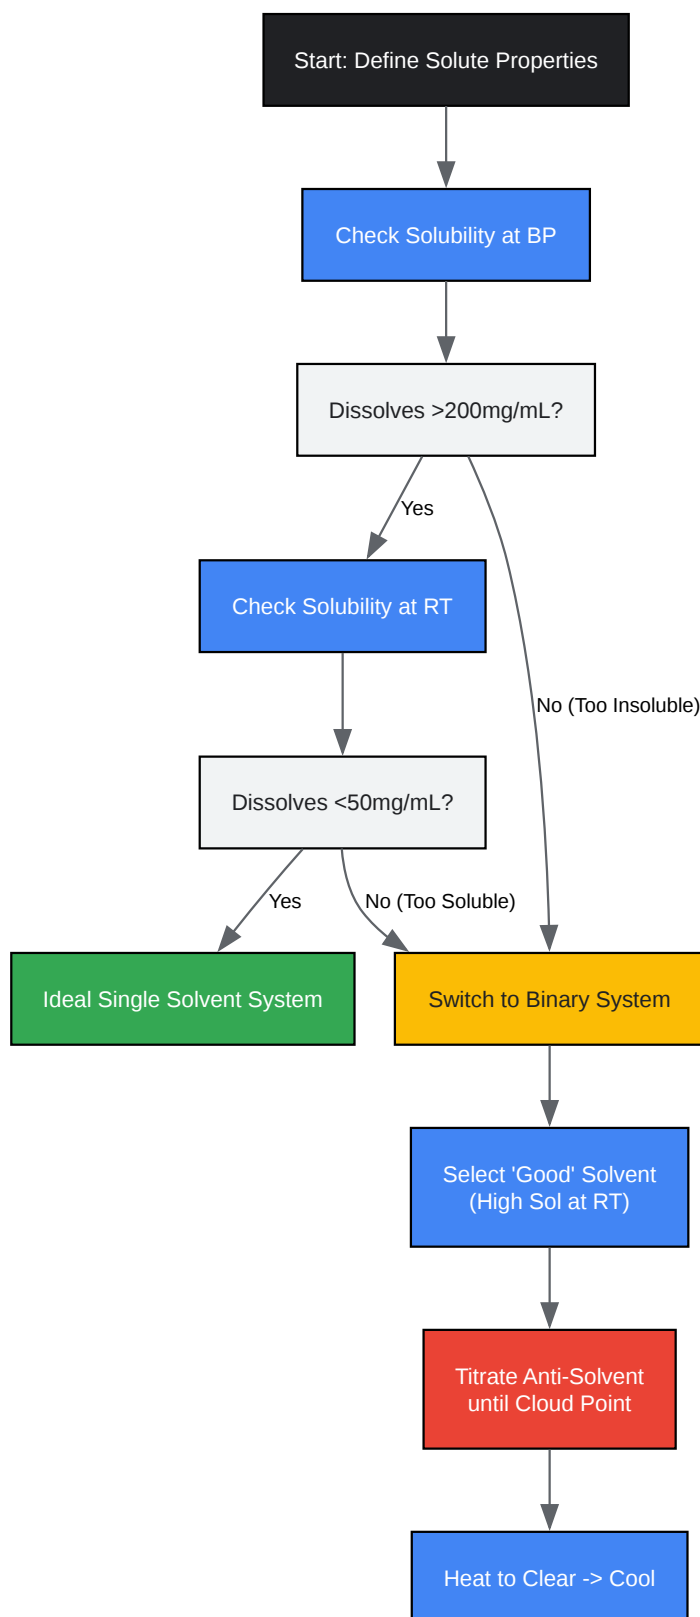 Start: Define Solute Properties
Check Solubility at BP
Dissolves >200mg/mL?
Yes
Check Solubility at RT
No (Too Insoluble)
Dissolves <50mg/mL?
Yes
No (Too Soluble)
Ideal Single Solvent System
Switch to Binary System
Select 'Good' Solvent
(High Sol at RT)
Titrate Anti-Solvent
until Cloud Point
Heat to Clear -> Cool